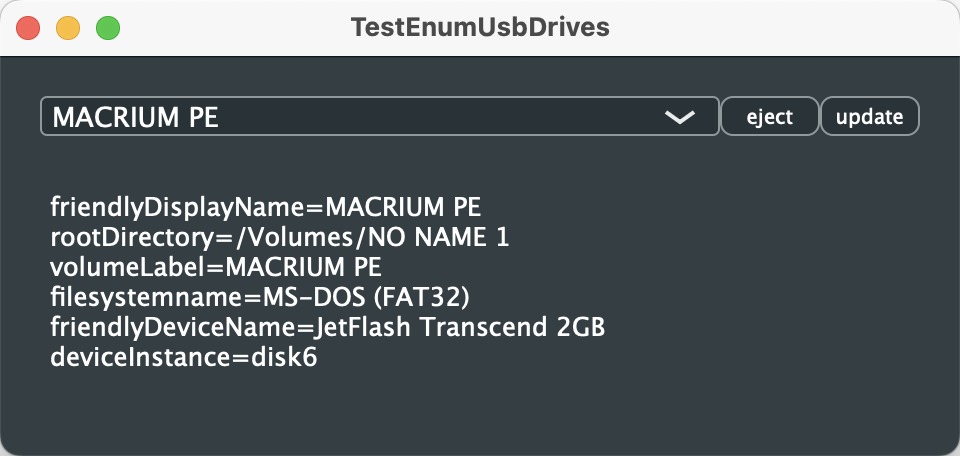 TestEnumUsbDrives
MACRIUM PE
eject
update
friendlyDisplayName=MACRIUM PE
rootDirectory=/Volumes/NO NAME 1
volumeLabel=MACRIUM PE
filesystemname=MS-DOS (FAT32)
friendlyDeviceName=JetFlash Transcend 2GB
deviceInstance=disk6